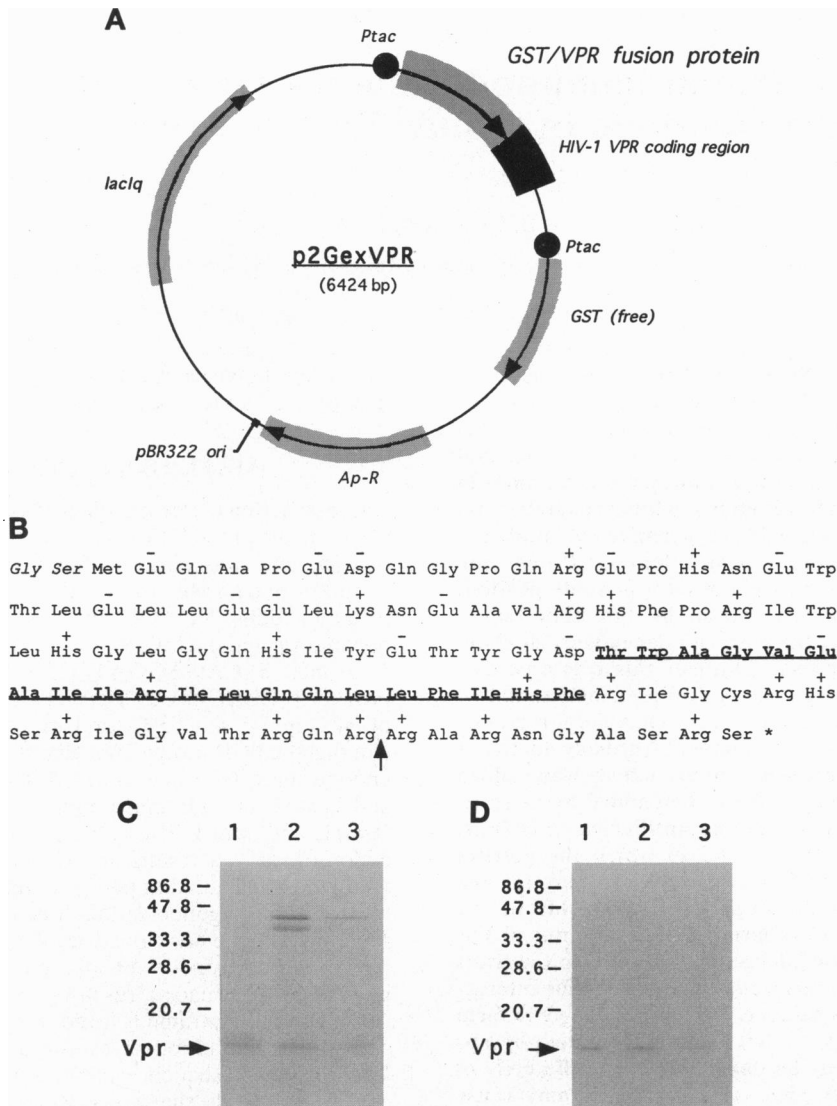 A
Ptac
GST/VPR fusion protein
HIV-1 VPR coding region
lacIq
Ptac
p2GexVPR
(6424 bp)
GST (free)
pBR322 ori
Ap-R
B
− − − + − + −
Gly Ser Met Glu Gln Ala Pro Glu Asp Gln Gly Pro Gln Arg Glu Pro His Asn Glu Trp
− + − + + +
Thr Leu Glu Leu Leu Glu Glu Leu Lys Asn Glu Ala Val Arg His Phe Pro Arg Ile Trp
+ + − − −
Leu His Gly Leu Gly Gln His Ile Tyr Glu Thr Tyr Gly Asp Thr Trp Ala Gly Val Glu
+ + + + +
Ala Ile Ile Arg Ile Leu Gln Gln Leu Leu Phe Ile His Phe Arg Ile Gly Cys Arg His
+ + + + + +
Ser Arg Ile Gly Val Thr Arg Gln Arg Arg Ala Arg Asn Gly Ala Ser Arg Ser *
C
1 2 3
86.8
47.8
33.3
28.6
20.7
Vpr
D
1 2 3
86.8
47.8
33.3
28.6
20.7
Vpr